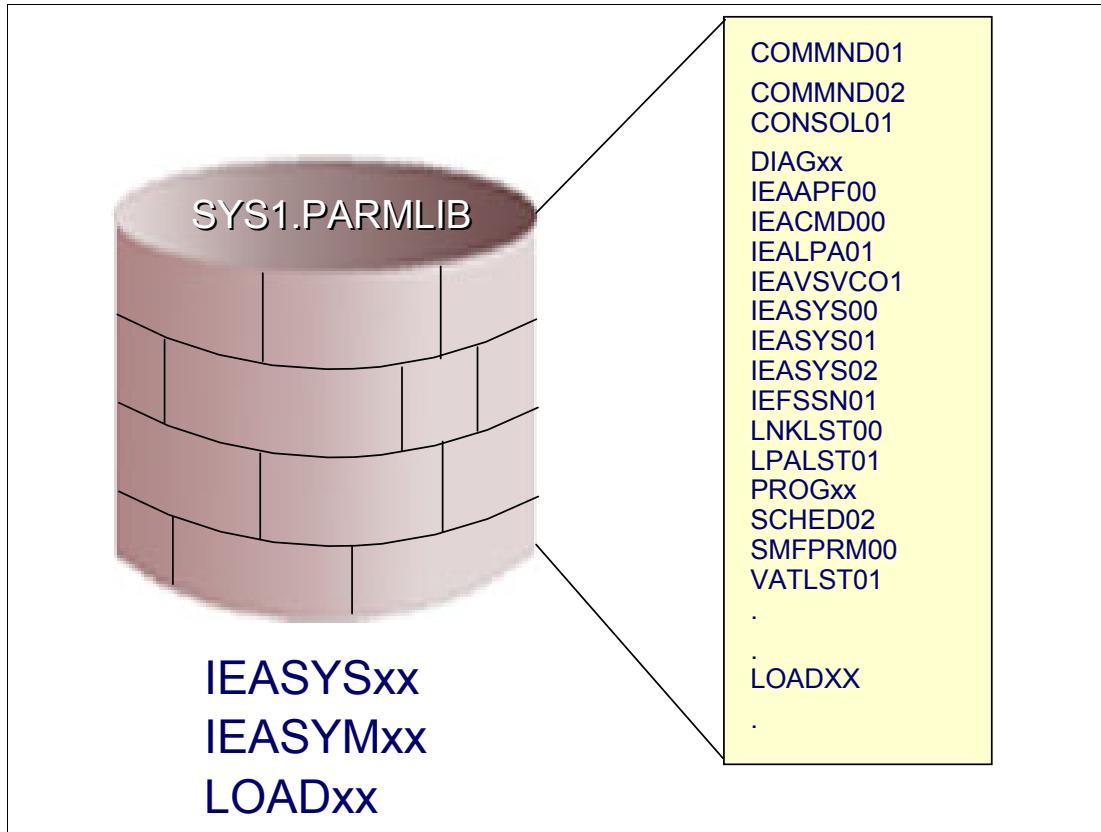 SYS1.PARMLIB
IEASYSxx
IEASYMxx
LOADxx
COMMND01
COMMND02
CONSOL01
DIAGxx
IEAAPF00
IEACMD00
IEALPA01
IEAVSVCO1
IEASYS00
IEASYS01
IEASYS02
IEFSSN01
LNKLST00
LPALST01
PROGxx
SCHED02
SMFPRM00
VATLST01
.
.
LOADXX
.